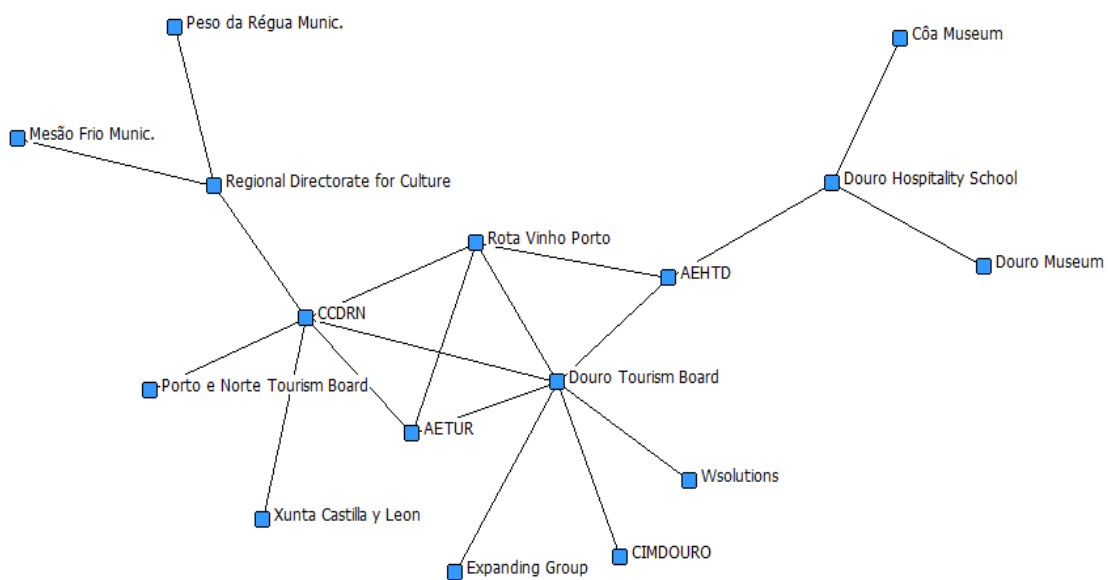 Peso da Régua Munic.
Côa Museum
Mesão Frio Munic.
Regional Directorate for Culture
Douro Hospitality School
Rota Vinho Porto
Douro Museum
AEHTD
CCDRN
Porto e Norte Tourism Board
Douro Tourism Board
AETUR
Wsolutions
Xunta Castilla y Leon
CIMDOURO
Expanding Group